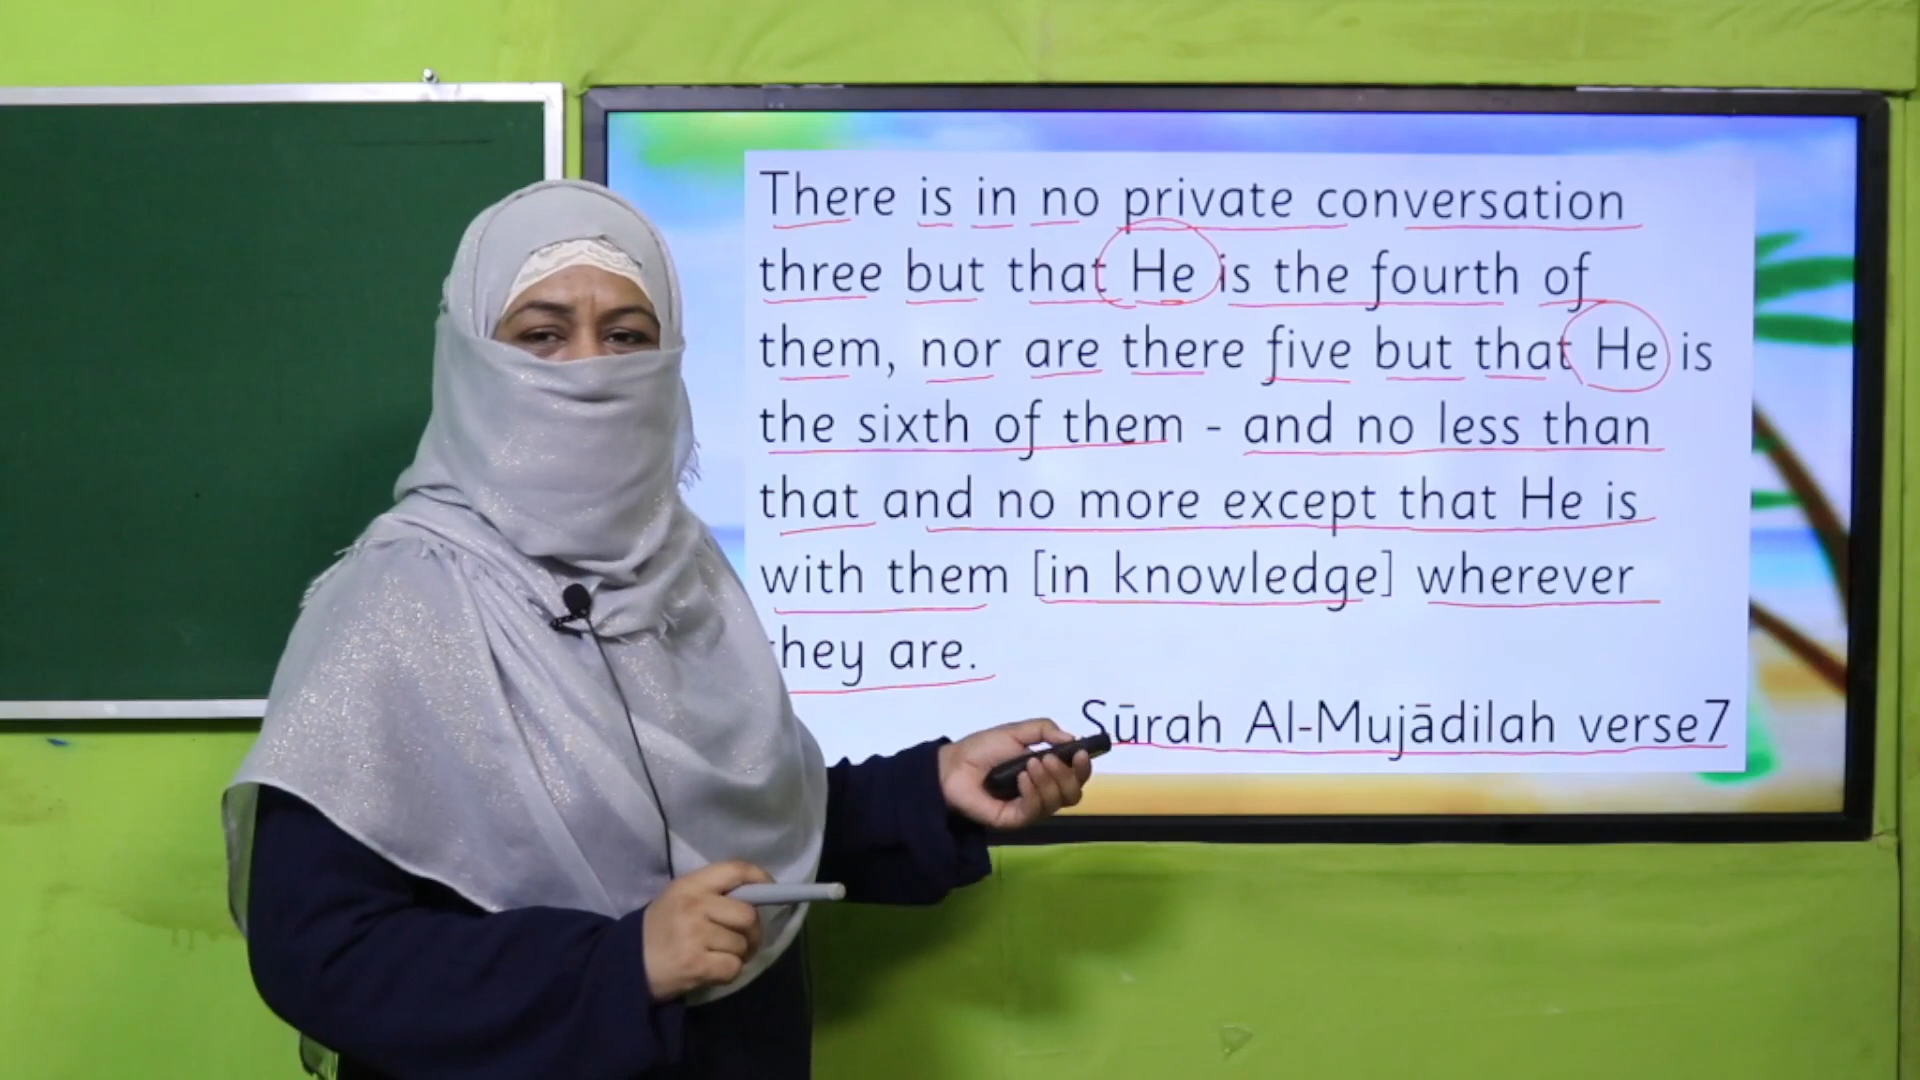 There is in no private conversation
three but that He is the fourth of
them, nor are there five but that He is
the sixth of them - and no less than
that and no more except that He is
with them [in knowledge] wherever
they are.
Sūrah Al-Mujādilah verse7